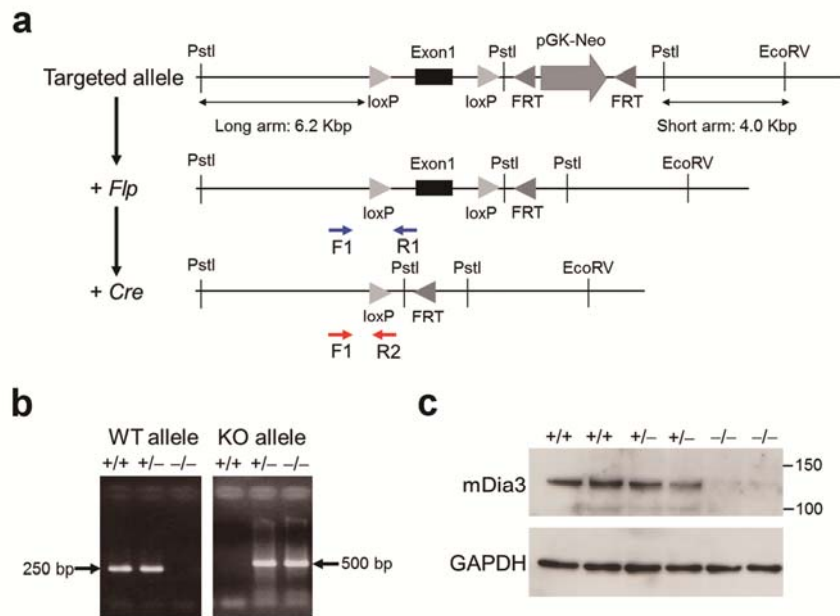 a
pGK-Neo
PstI Exon1 PstI PstI EcoRV
Targeted allele
loxP loxP FRT FRT
Long arm: 6.2 Kbp Short arm: 4.0 Kbp
PstI Exon1 PstI PstI EcoRV
+ Flp
loxP loxP FRT
F1 R1
PstI PstI PstI EcoRV
+ Cre
loxP FRT
F1 R2
b
WT allele KO allele
+/+ +/– –/– +/+ +/– –/–
250 bp 500 bp
c
+/+ +/+ +/– +/– –/– –/–
mDia3
150
100
GAPDH